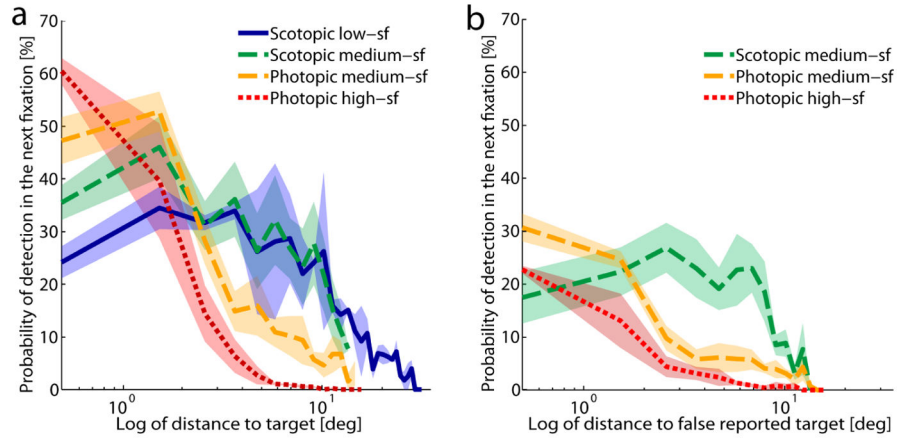 a
Probability of detection in the next fixation [%]
70
60
50
40
30
20
10
0
Scotopic low-sf
Scotopic medium-sf
Photopic medium-sf
Photopic high-sf
10^0
10^1
Log of distance to target [deg]
b
Probability of detection in the next fixation [%]
70
60
50
40
30
20
10
0
Scotopic medium-sf
Photopic medium-sf
Photopic high-sf
10^0
10^1
Log of distance to false reported target [deg]